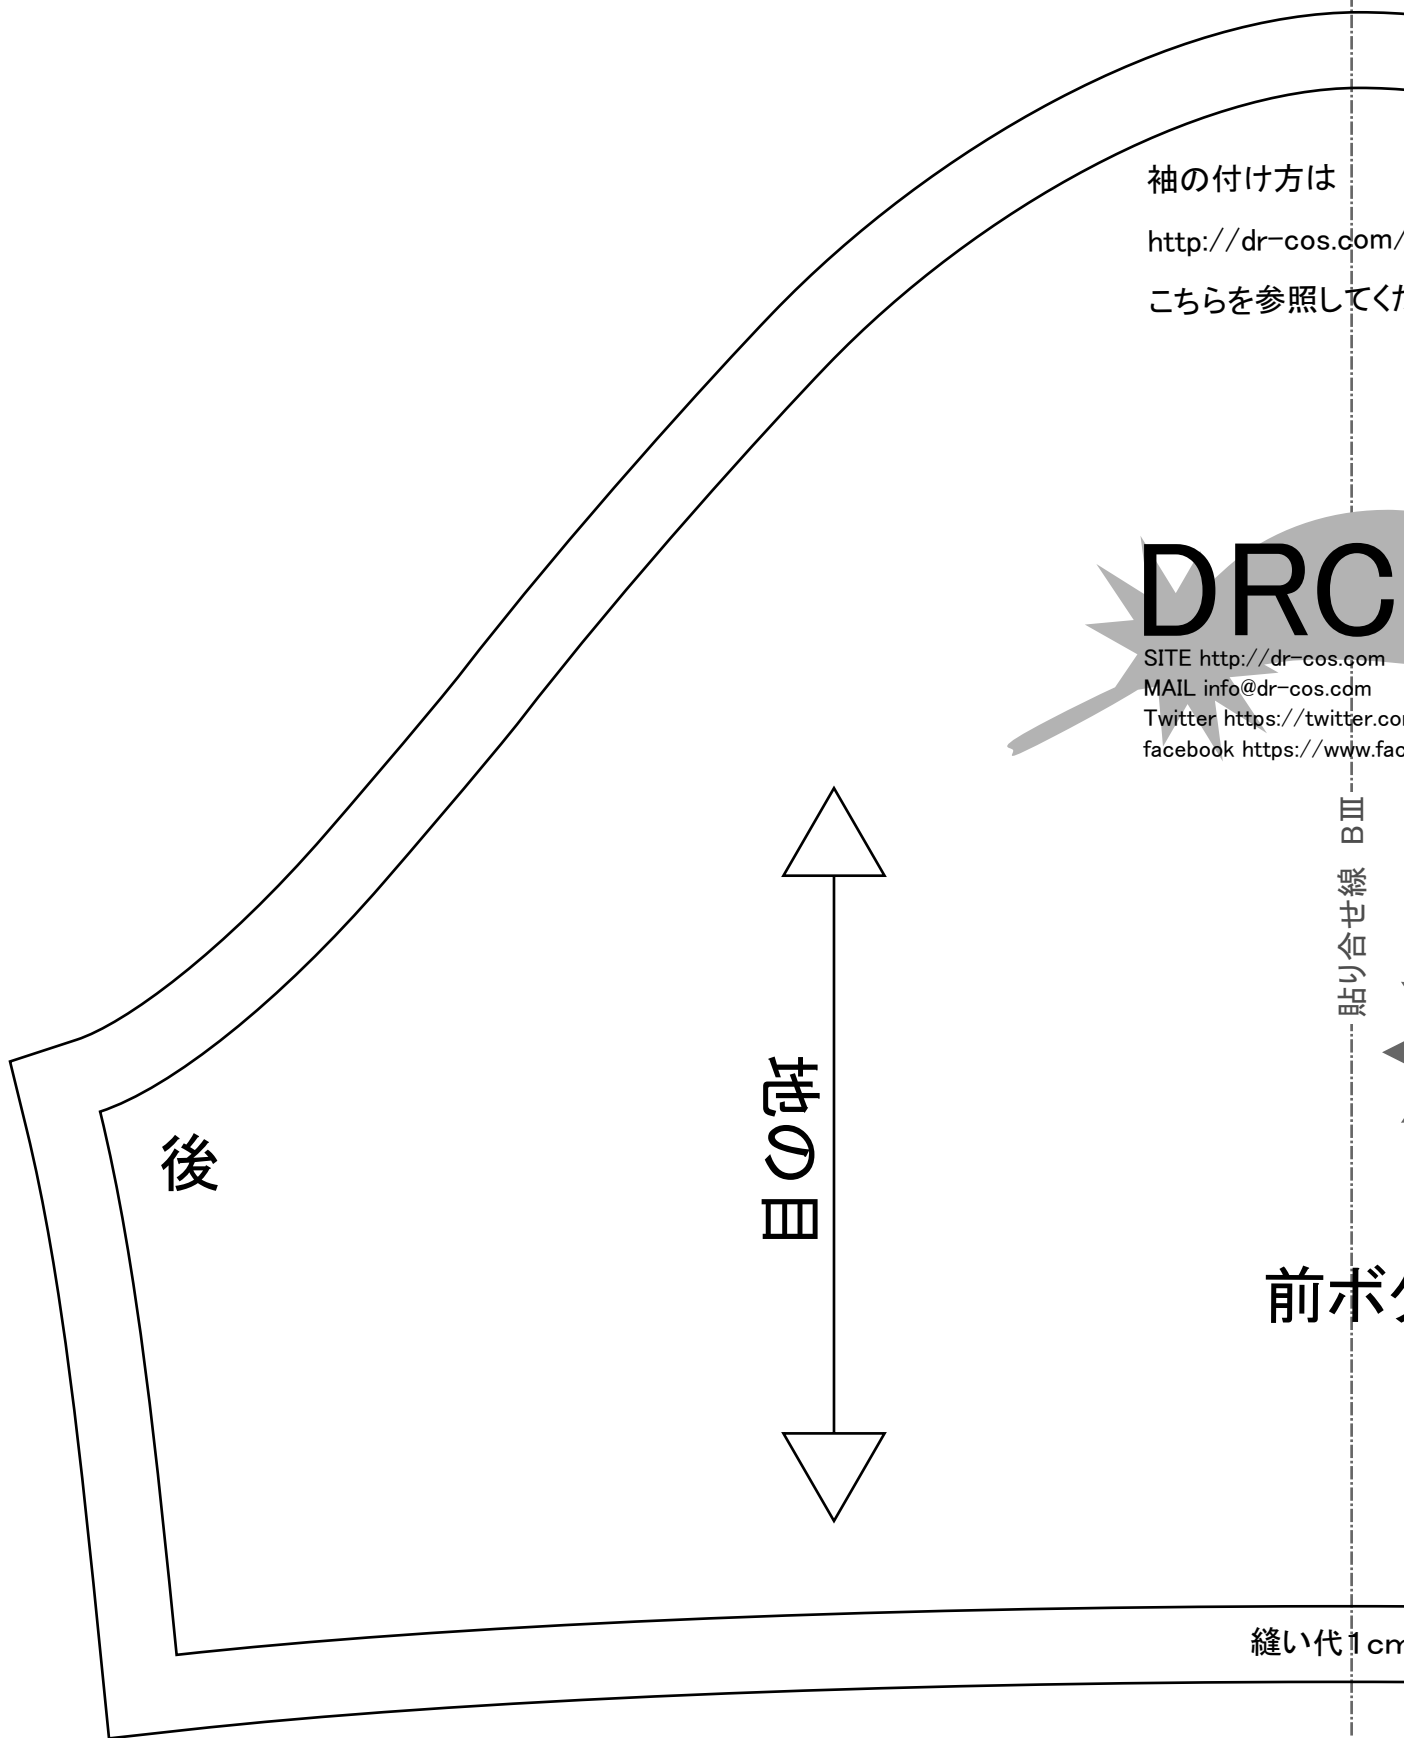 袖の付け方は
http://dr-cos.com/
こちらを参照してく
DRC
SITE http://dr-cos.com
MAIL info@dr-cos.com
Twitter https://twitter.co
facebook https://www.fac
貼り合せ線 BⅢ
地の目
後
前ボ
縫い代1cm